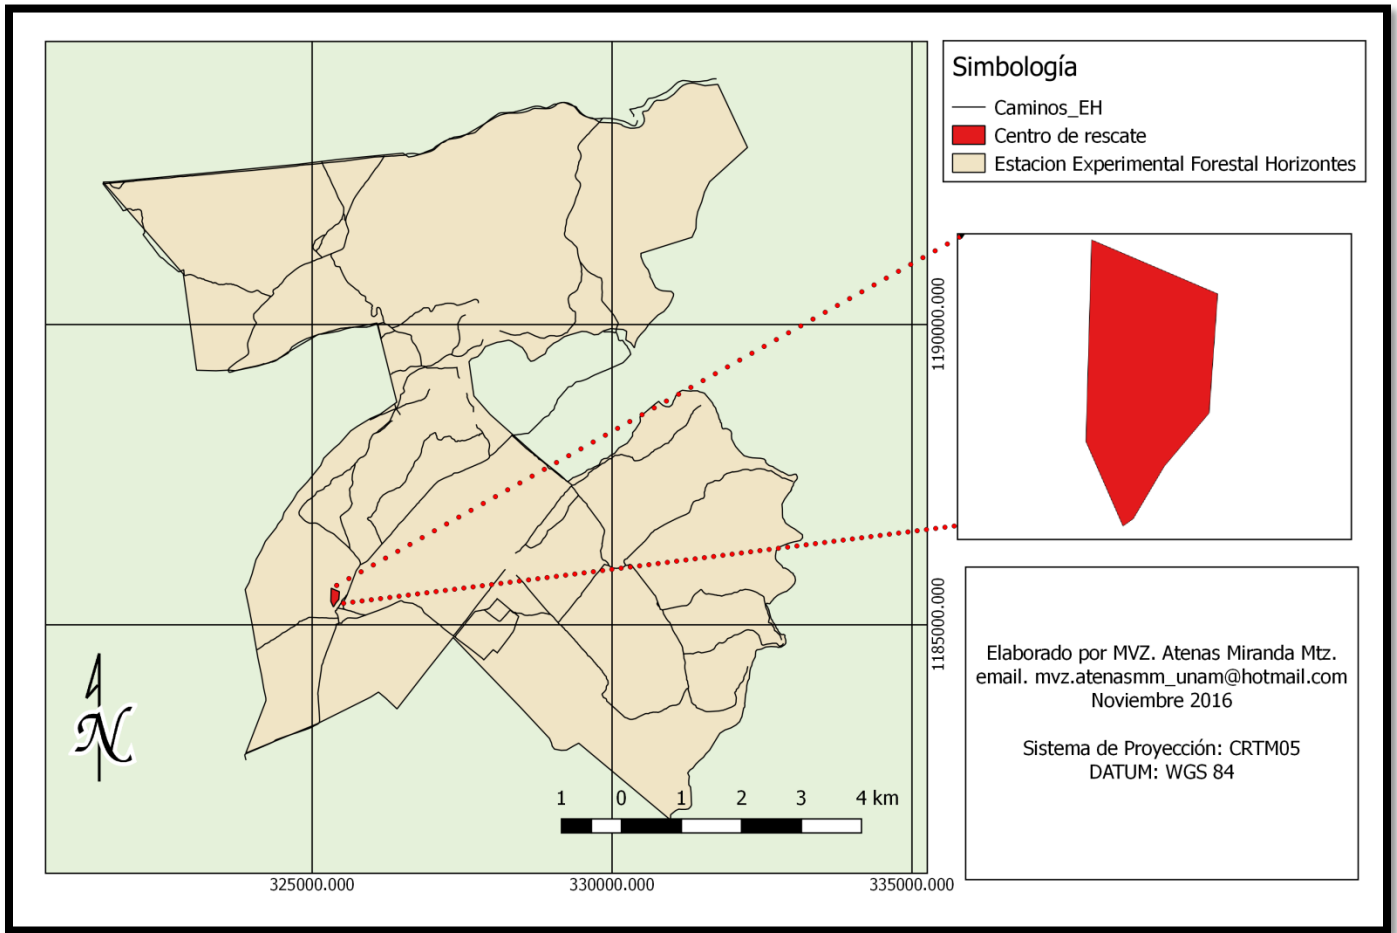 Simbología
Caminos_EH
Centro de rescate
Estacion Experimental Forestal Horizontes
1190000.000
1185000.000
Elaborado por MVZ. Atenas Miranda Mtz.
email. mvz.atenasmm_unam@hotmail.com
Noviembre 2016
Sistema de Proyección: CRTM05
DATUM: WGS 84
N
1 0 1 2 3 4 km
325000.000 330000.000 335000.000